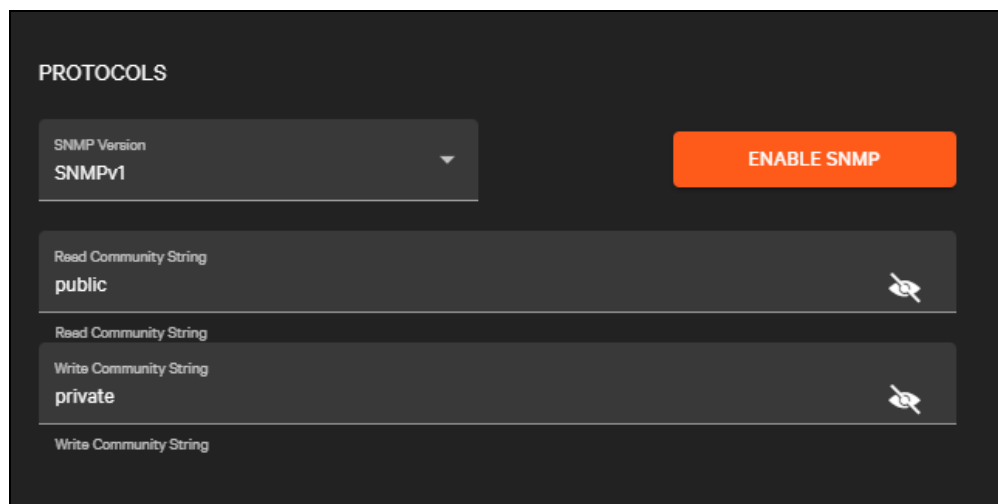 PROTOCOLS
SNMP Version
SNMPv1
ENABLE SNMP
Read Community String
public
Read Community String
Write Community String
private
Write Community String